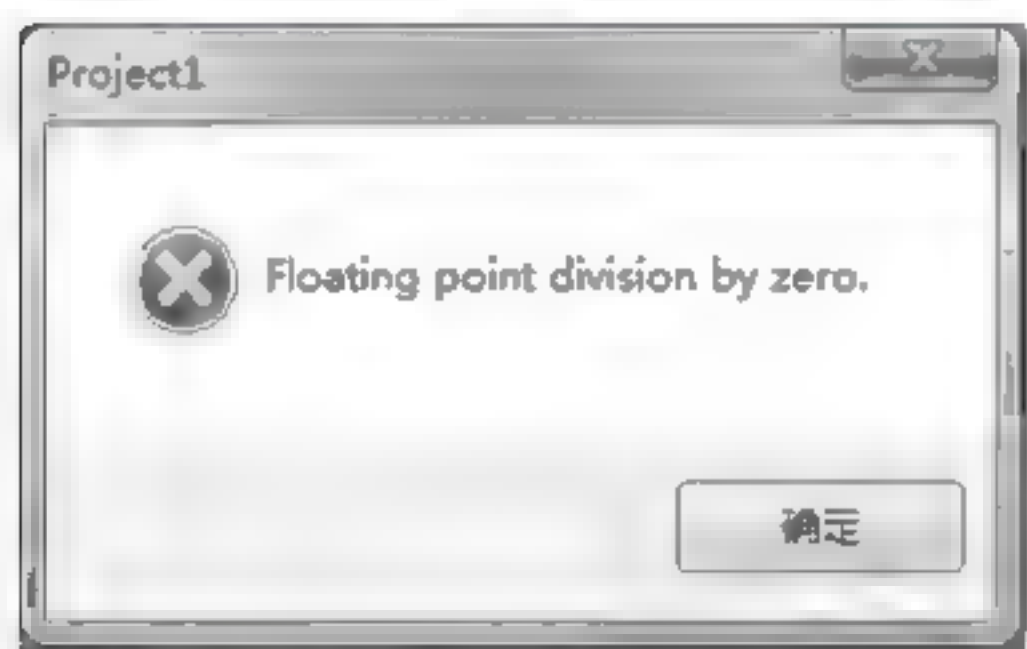 Project1
Floating point division by zero.
确定